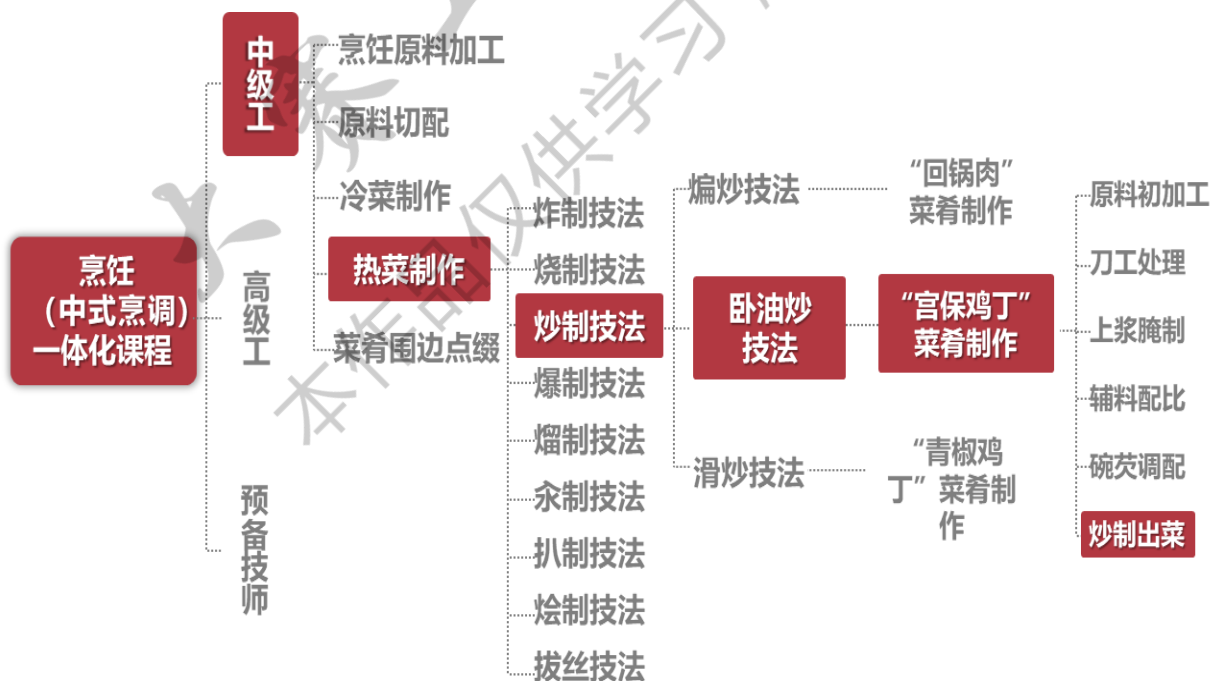 中级工
烹饪原料加工
原料切配
冷菜制作
热菜制作
菜肴围边点缀
烹饪
（中式烹调）
一体化课程
高级工
预备技师
炸制技法
烧制技法
炒制技法
爆制技法
熘制技法
汆制技法
扒制技法
烩制技法
拔丝技法
煸炒技法
卧油炒
技法
滑炒技法
“回锅肉”
菜肴制作
“宫保鸡丁”
菜肴制作
“青椒鸡
丁”菜肴制
作
原料初加工
刀工处理
上浆腌制
辅料配比
碗芡调配
炒制出菜
本作品仅供学习